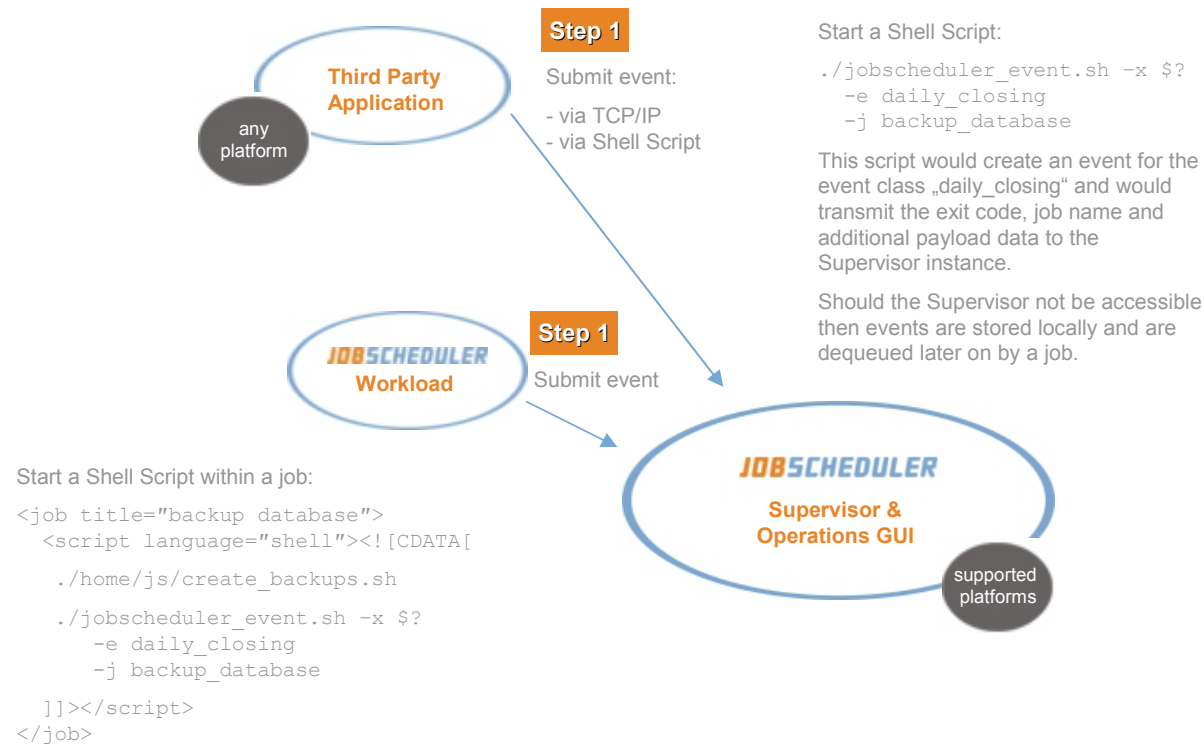 Step 1
Third Party
Application
any
platform
Submit event:
- via TCP/IP
- via Shell Script
Start a Shell Script:
./jobscheduler_event.sh –x $?
-e daily_closing
-j backup_database
This script would create an event for the
event class „daily_closing“ and would
transmit the exit code, job name and
additional payload data to the
Supervisor instance.
Should the Supervisor not be accessible
then events are stored locally and are
dequeued later on by a job.
Step 1
JOBSCHEDULER
Workload
Submit event
JOBSCHEDULER
Supervisor &
Operations GUI
supported
platforms
Start a Shell Script within a job:
<job title="backup database">
<script language="shell"><![CDATA[
./home/js/create_backups.sh
./jobscheduler_event.sh –x $?
-e daily_closing
-j backup_database
]]></script>
</job>